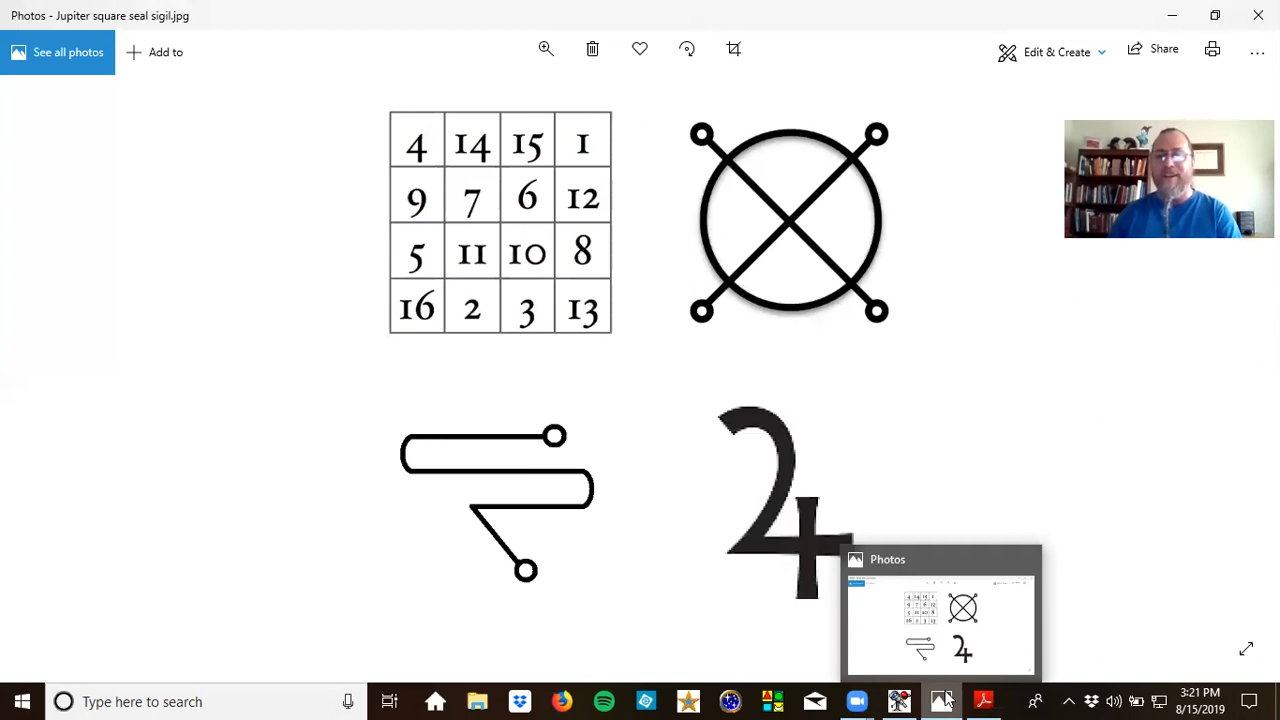 Photos - Jupiter square seal sigil.jpg
See all photos
Add to
Edit & Create
Share
4 14 15 1
9 7 6 12
5 11 10 8
16 2 3 13
Photos
Type here to search
3:21 PM
8/15/2019